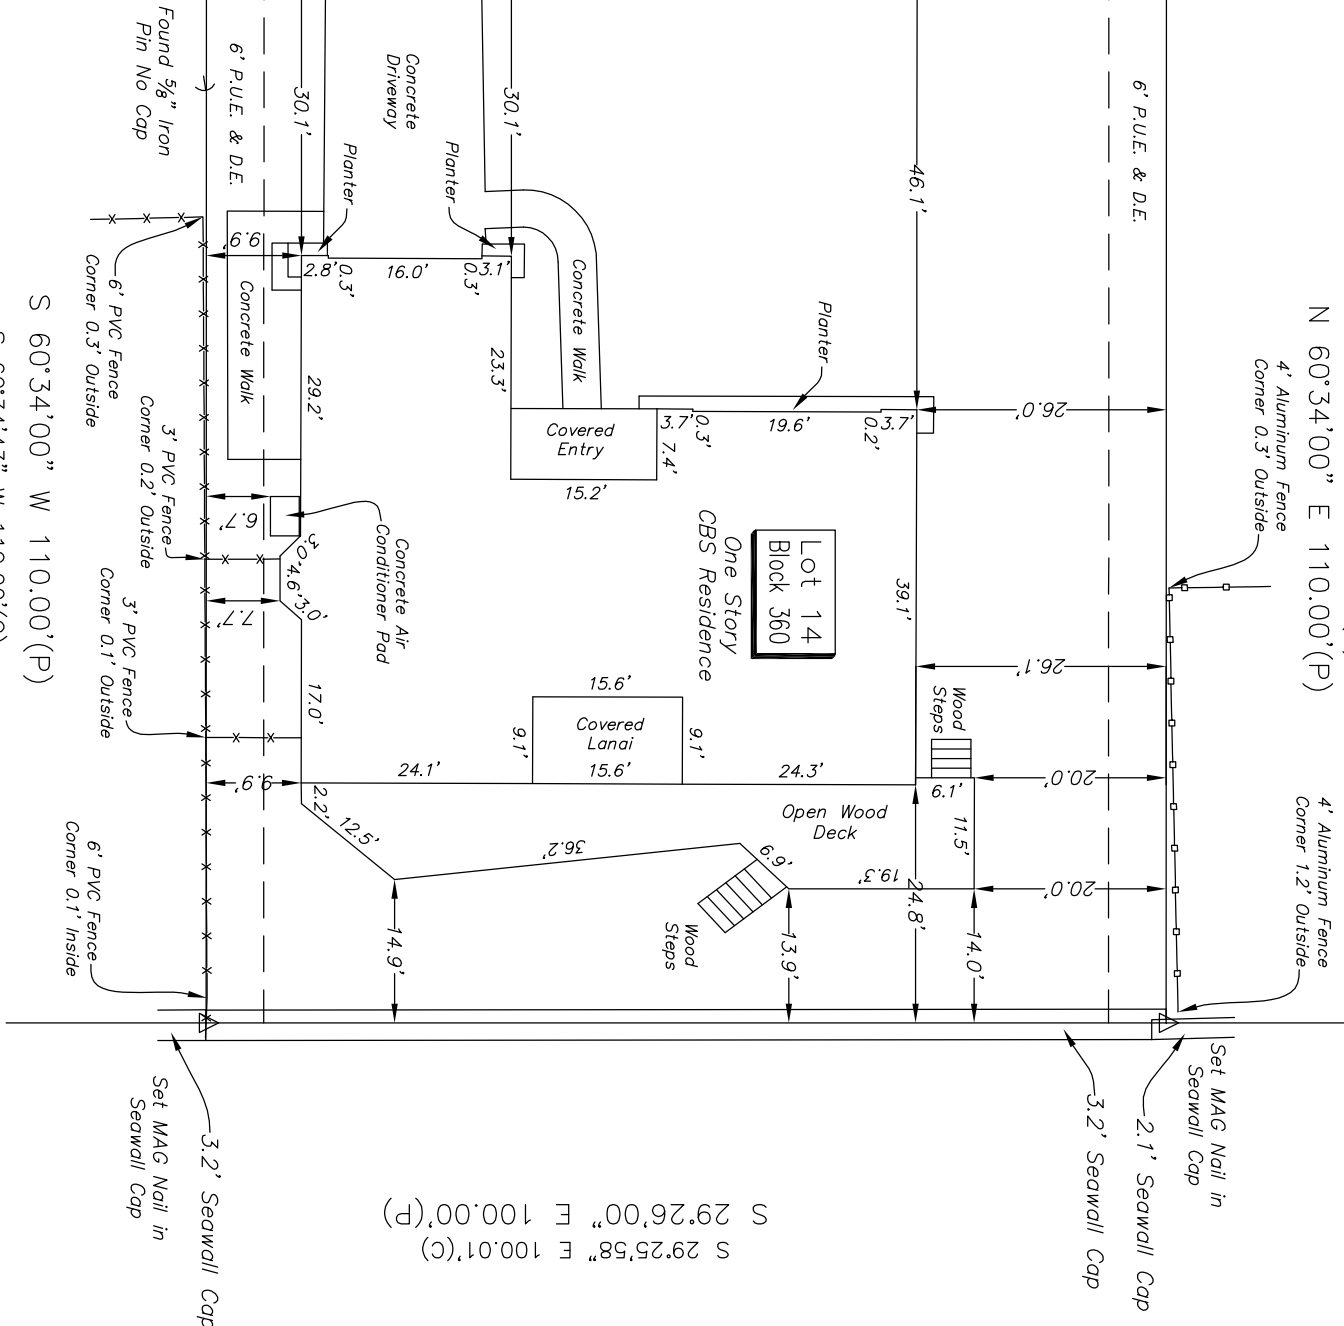 Found 5/8" Iron
Pin No Cap
6' P.U.E. & D.E.
30.1'
Concrete
Driveway
30.1'
46.1'
6' P.U.E. & D.E.
Planter
Planter
9.9'
2.8'
0.3'
16.0'
0.3'
3.1'
Concrete Walk
Concrete Walk
6' PVC Fence
Corner 0.3' Outside
29.2'
23.3'
Planter
3.7'
0.3'
19.6'
0.2'
3.7'
7.4'
Covered
Entry
15.2'
26.0'
N 60°34'00" E 110.00'(P)
4' Aluminum Fence
Corner 0.3' Outside
S 60°34'00" W 110.00'(P)
3' PVC Fence
Corner 0.2' Outside
6.7'
Concrete Air
Conditioner Pad
3.0'
4.6'
3.0'
7.7'
One Story
CBS Residence
Lot 14
Block 360
39.1'
26.1'
3' PVC Fence
Corner 0.1' Outside
17.0'
15.6'
9.1'
Covered
Lanai
9.1'
15.6'
24.1'
24.3'
Wood
Steps
6.1'
20.0'
9.9'
2.2'
12.5'
36.2'
6.9'
Open Wood
Deck
11.5'
19.3'
20.0'
4' Aluminum Fence
Corner 1.2' Outside
6' PVC Fence
Corner 0.1' Inside
14.9'
Wood
Steps
13.9'
24.8'
14.0'
Set MAG Nail in
Seawall Cap
2.1' Seawall Cap
3.2' Seawall Cap
Set MAG Nail in
Seawall Cap
3.2' Seawall Cap
S 29°26'00" E 100.00'(P)
S 29°25'58" E 100.01'(C)